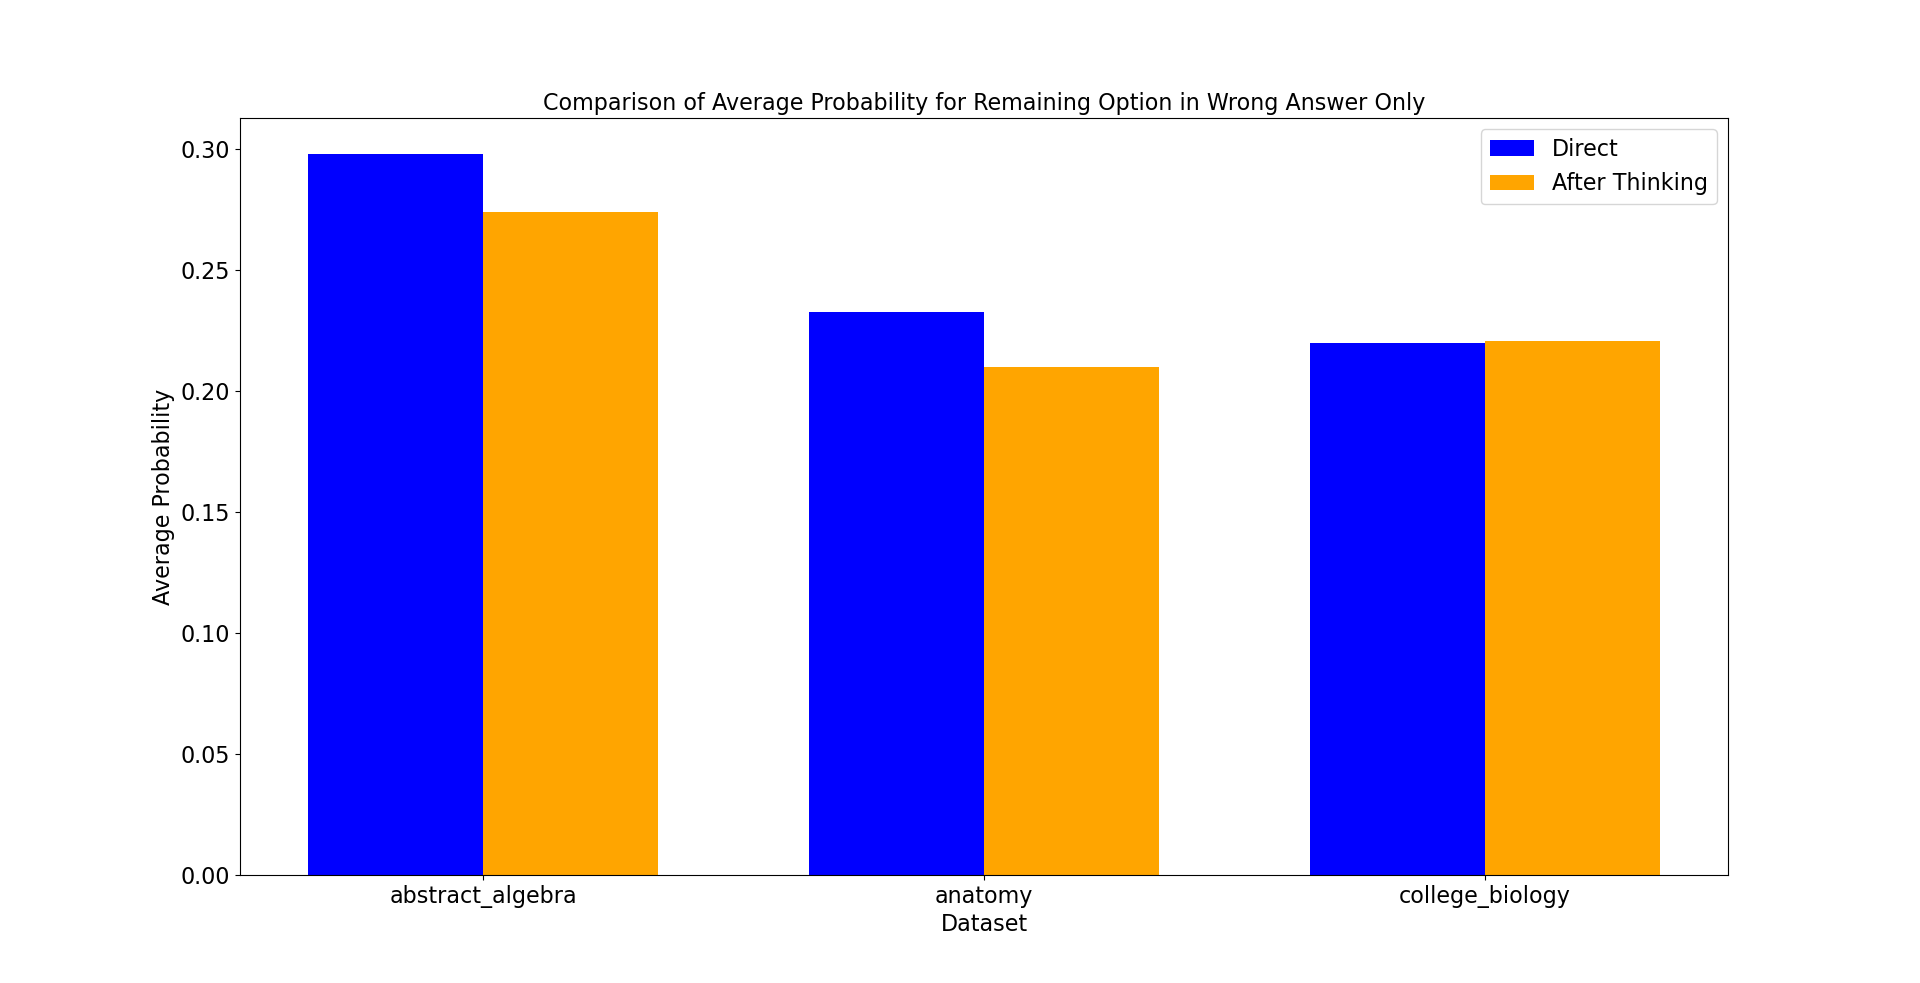 Comparison of Average Probability for Remaining Option in Wrong Answer Only
Direct
After Thinking
0.30
0.25
0.20
0.15
0.10
0.05
0.00
Average Probability
abstract_algebra
anatomy
college_biology
Dataset